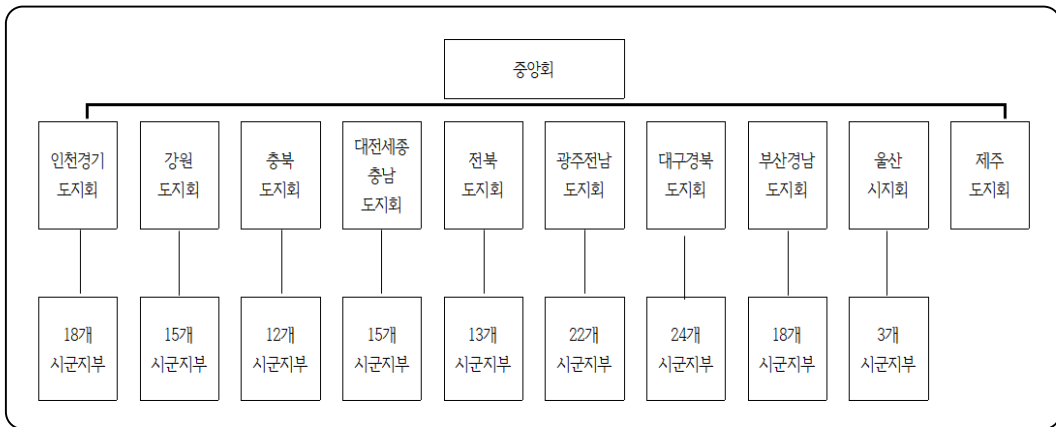 중앙회
인천경기
도지회
강원
도지회
충북
도지회
대전세종
충남
도지회
전북
도지회
광주전남
도지회
대구경북
도지회
부산경남
도지회
울산
시지회
제주
도지회
18개
시군지부
15개
시군지부
12개
시군지부
15개
시군지부
13개
시군지부
22개
시군지부
24개
시군지부
18개
시군지부
3개
시군지부